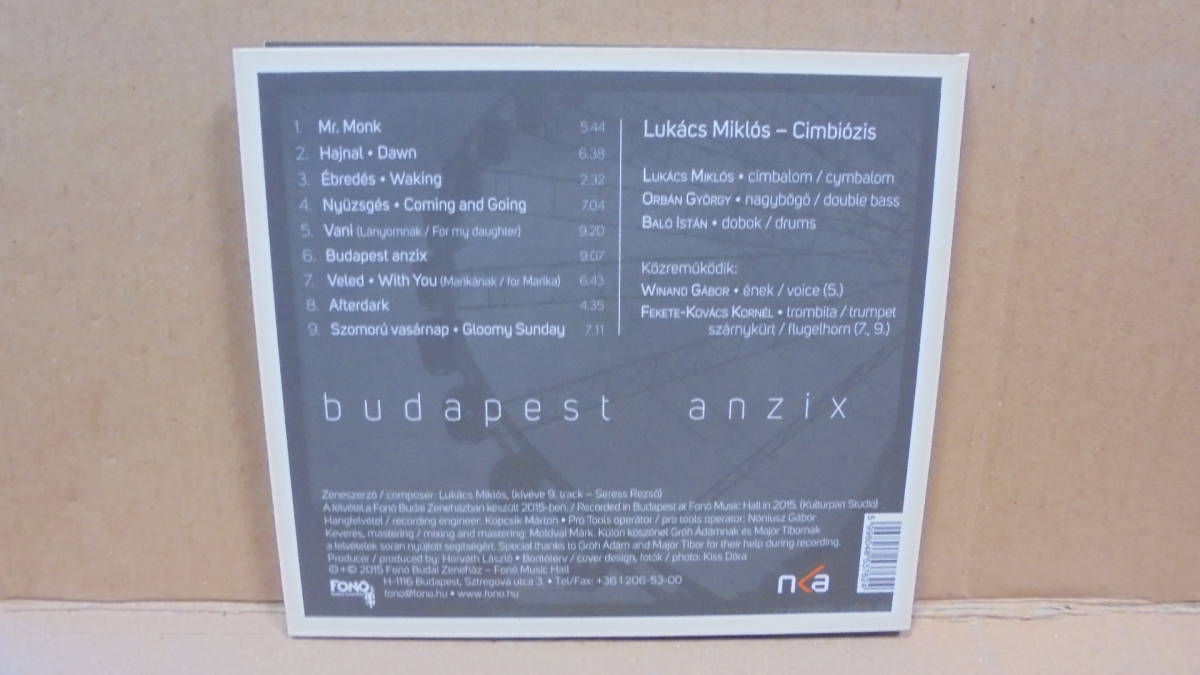 1. Mr. Monk 5.44
2. Hajnal • Dawn 6.38
3. Ébredés • Waking 2.32
4. Nyüzsgés • Coming and Going 7.04
5. Vani (Lányomnak / For my daughter) 9.20
6. Budapest anzix 9.07
7. Veled • With You (Marikának / for Marika) 6.43
8. Afterdark 4.35
9. Szomorú vasárnap • Gloomy Sunday 7.11
Lukács Miklós – Cimbiózis
LUKÁCS MIKLÓS • cimbalom / cymbalom
ORBÁN GYÖRGY • nagybőgő / double bass
BALÓ ISTÁN • dobok / drums
Közreműködik:
WINAND GÁBOR • ének / voice (5.)
FEKETE-KOVÁCS KORNÉL • trombita / trumpet
szárnykürt / flugelhorn (7., 9.)
budapest anzix
Zeneszerző / composer: Lukács Miklós, (kivéve 9. track – Seress Rezső)
A felvétel a Fonó Budai Zeneházban készült 2015-ben. / Recorded in Budapest at Fonó Music Hall in 2015. (Kultúrpart Stúdió)
Hangfelvétel / recording engineer: Kopcsik Márton • Pro Tools operátor / pro tools operator: Nóniusz Gábor
Keverés, mastering / mixing and mastering: Moldvai Márk. Külön köszönet Gróh Ádámnak és Major Tibornak
a felvételek során nyújtott segítségért. Special thanks to Gróh Ádám and Major Tibor for their help during recording.
Producer / produced by: Horváth László • Borítóterv / cover design, fotók / photo: Kiss Dóra
℗ + © 2015 Fonó Budai Zeneház – Fonó Music Hall
H-1116 Budapest, Sztregova utca 3. • Tel/Fax: +36 1 206-53-00
fono@fono.hu • www.fono.hu
FONÓ
nka